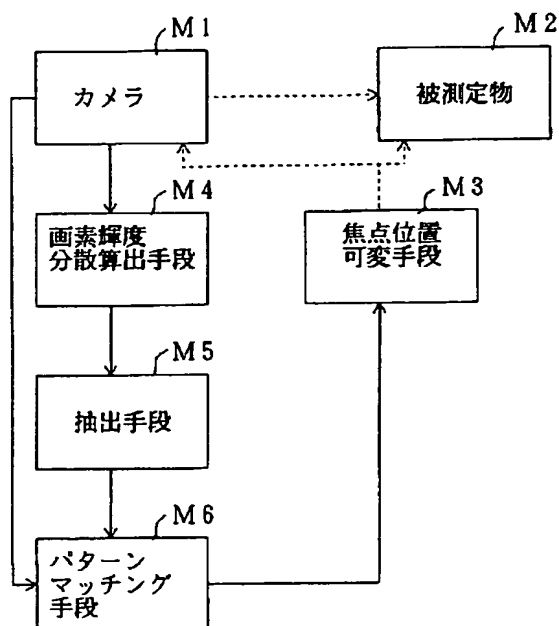 M1
カメラ
M2
被測定物
M3
焦点位置
可変手段
M4
画素輝度
分散算出手段
M5
抽出手段
M6
パターン
マッチング
手段